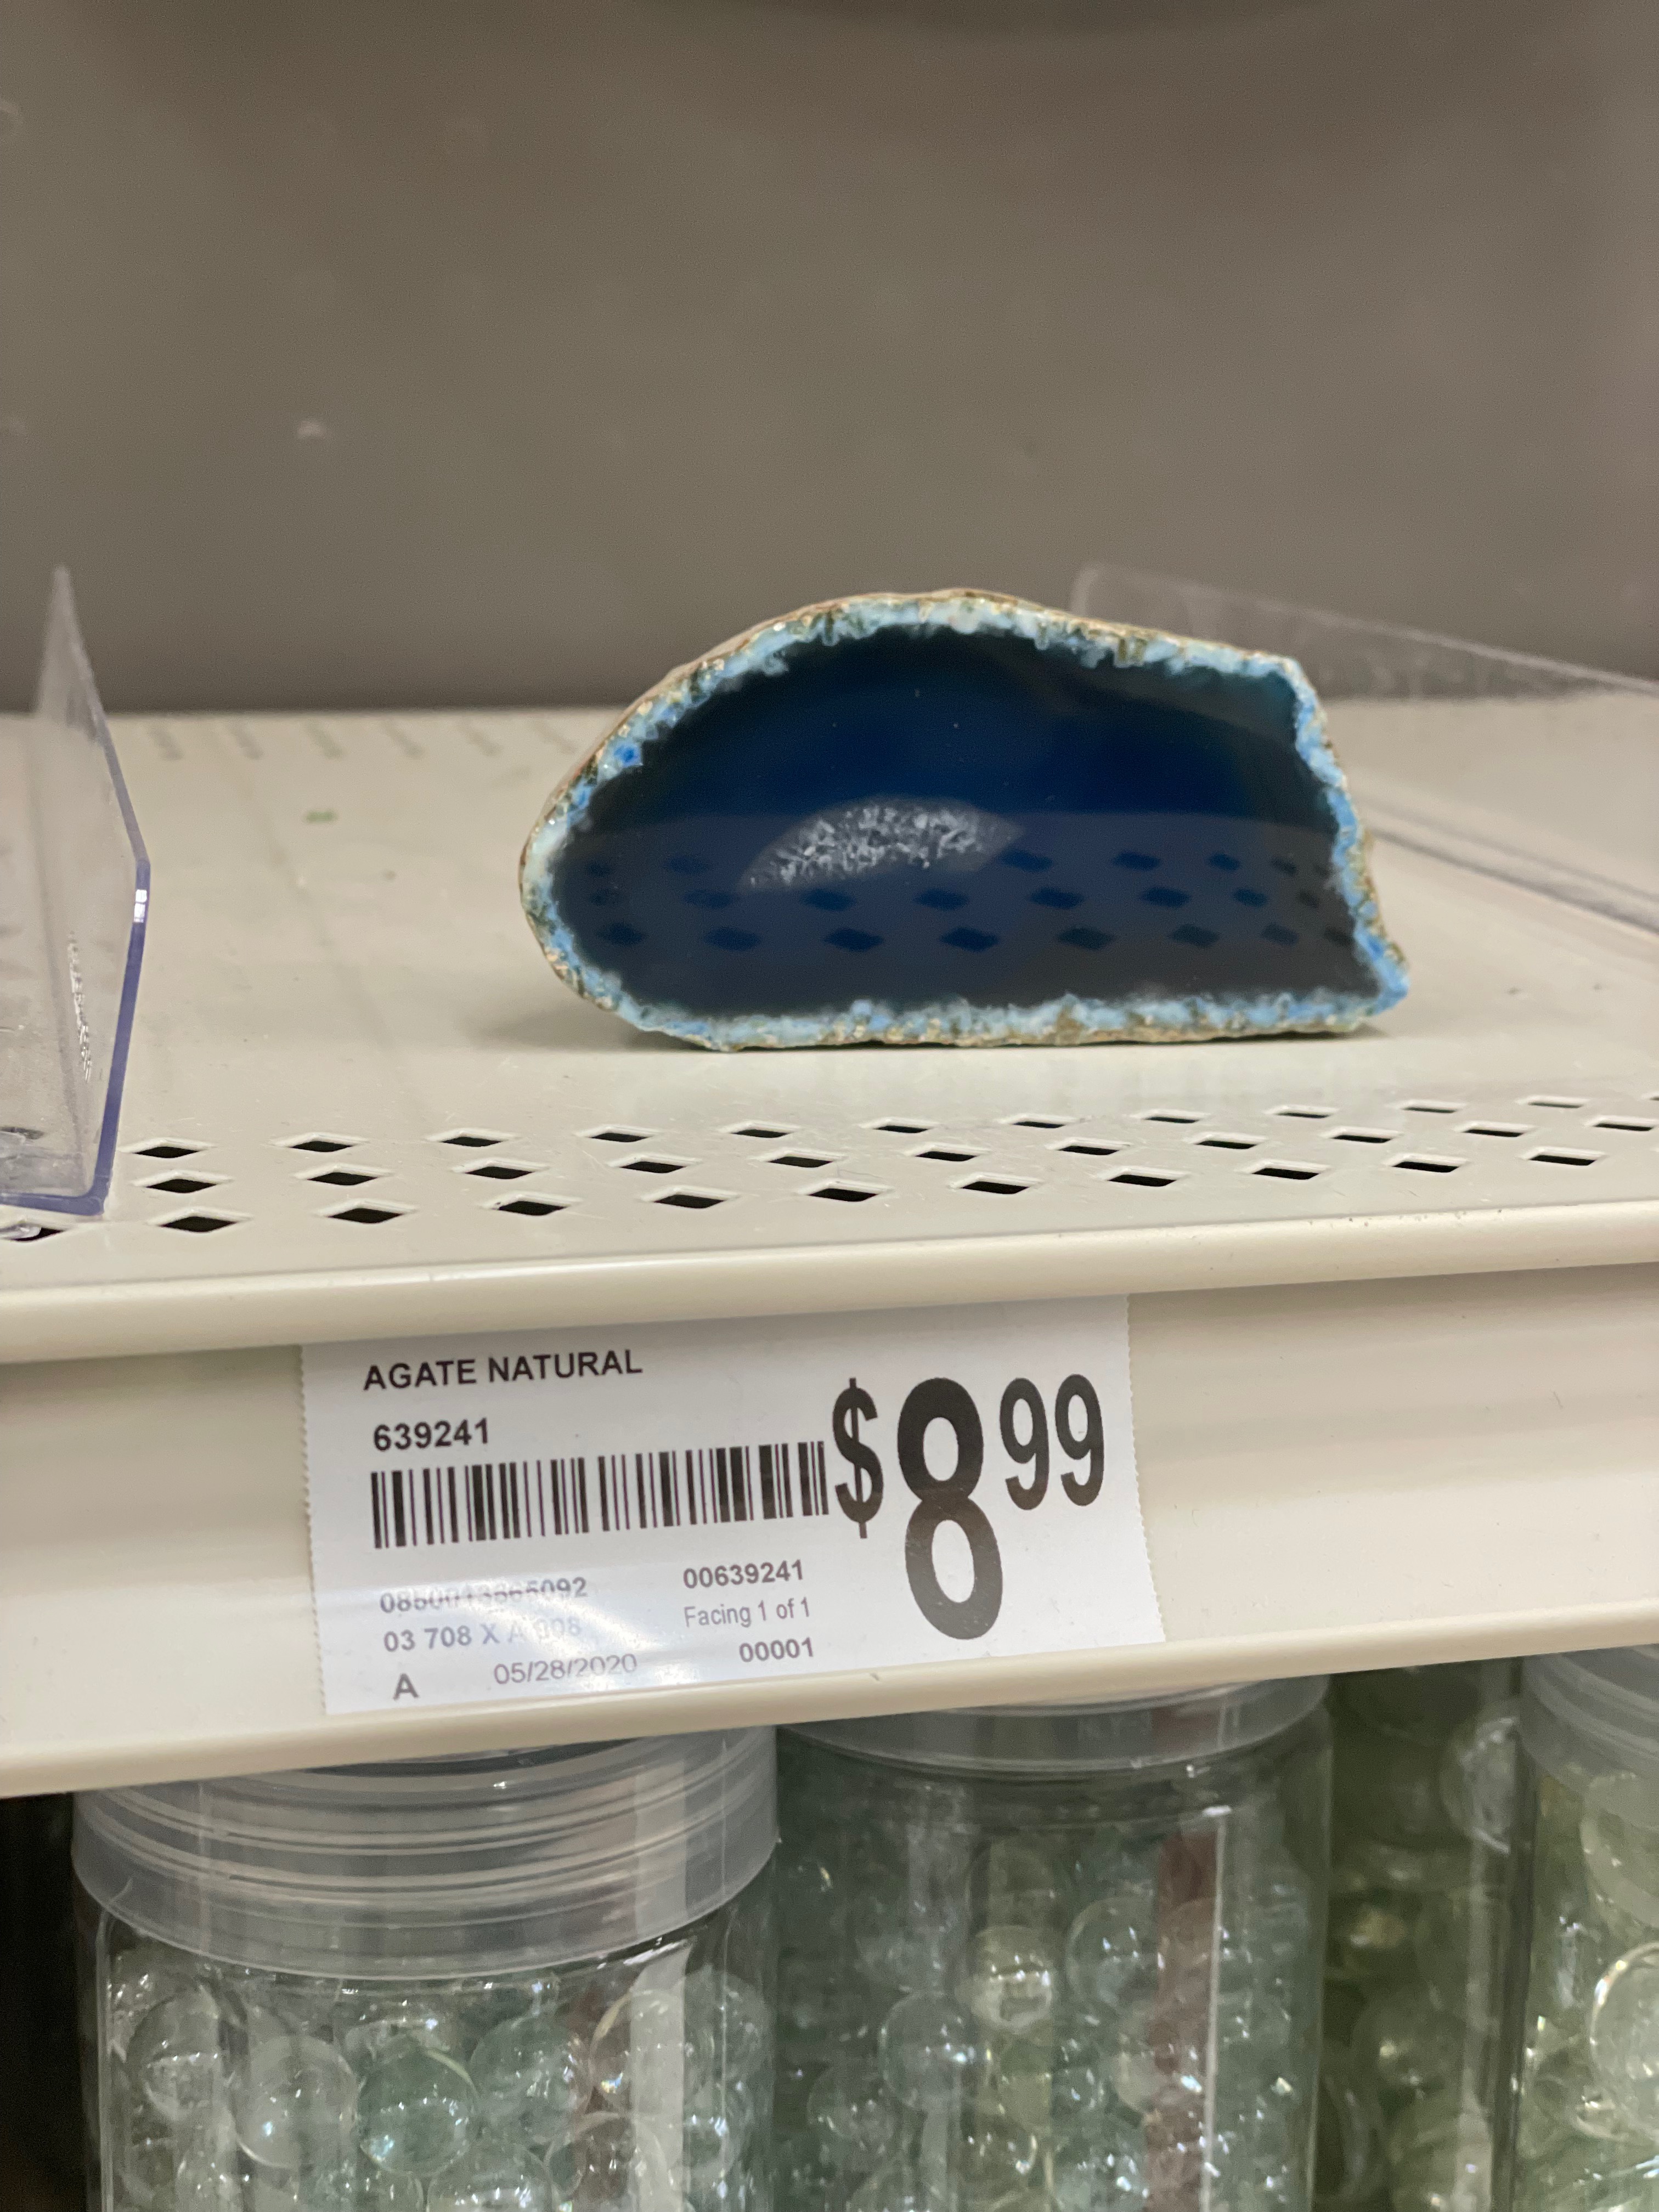 AGATE NATURAL
639241
$8.99
00639241
03 708 X A
Facing 1 of 1
A 05/28/2020 00001